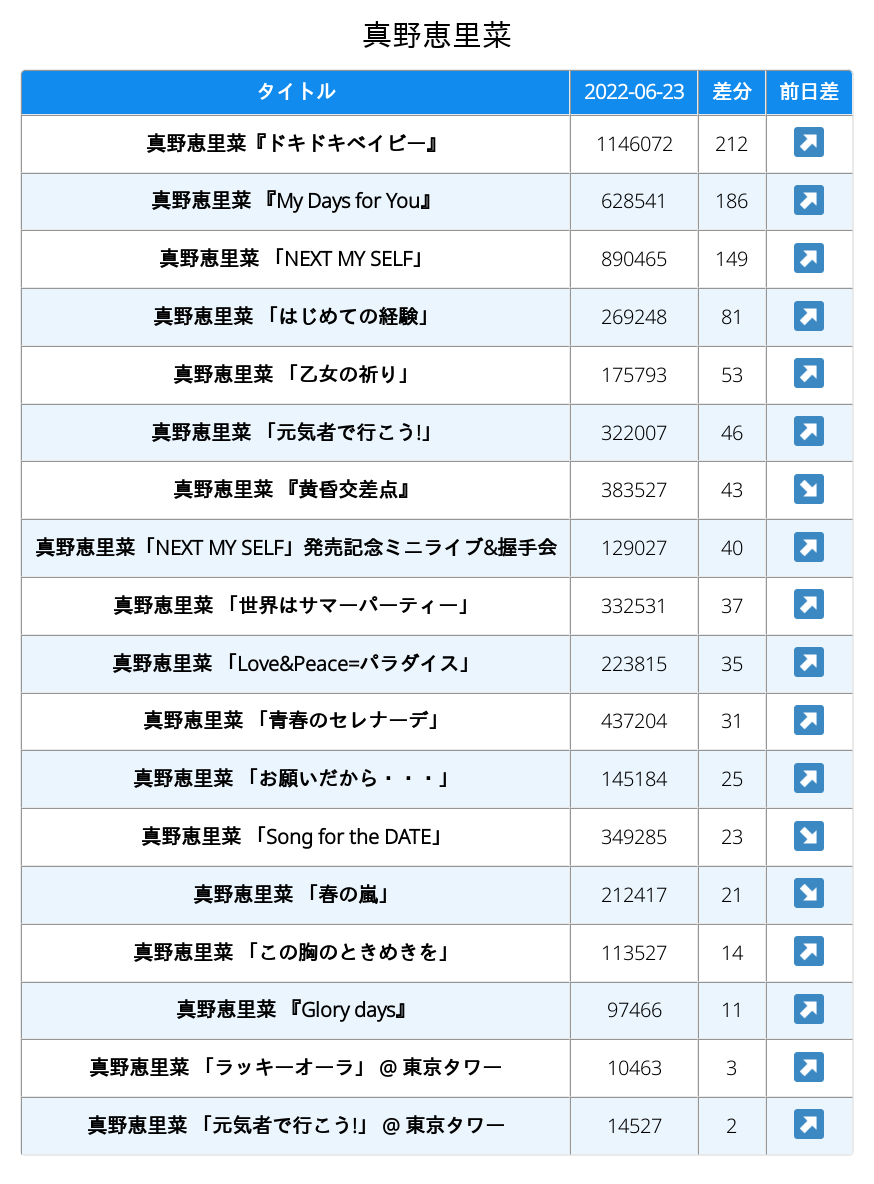 真野恵里菜
タイトル 2022-06-23 差分 前日差
真野恵里菜『ドキドキベイビー』 1146072 212
真野恵里菜 『My Days for You』 628541 186
真野恵里菜 「NEXT MY SELF」 890465 149
真野恵里菜 「はじめての経験」 269248 81
真野恵里菜 「乙女の祈り」 175793 53
真野恵里菜 「元気者で行こう!」 322007 46
真野恵里菜 『黄昏交差点』 383527 43
真野恵里菜「NEXT MY SELF」発売記念ミニライブ&握手会 129027 40
真野恵里菜 「世界はサマーパーティー」 332531 37
真野恵里菜 「Love&Peace=パラダイス」 223815 35
真野恵里菜 「青春のセレナーデ」 437204 31
真野恵里菜 「お願いだから・・・」 145184 25
真野恵里菜 「Song for the DATE」 349285 23
真野恵里菜 「春の嵐」 212417 21
真野恵里菜 「この胸のときめきを」 113527 14
真野恵里菜 『Glory days』 97466 11
真野恵里菜 「ラッキーオーラ」 @ 東京タワー 10463 3
真野恵里菜 「元気者で行こう!」 @ 東京タワー 14527 2